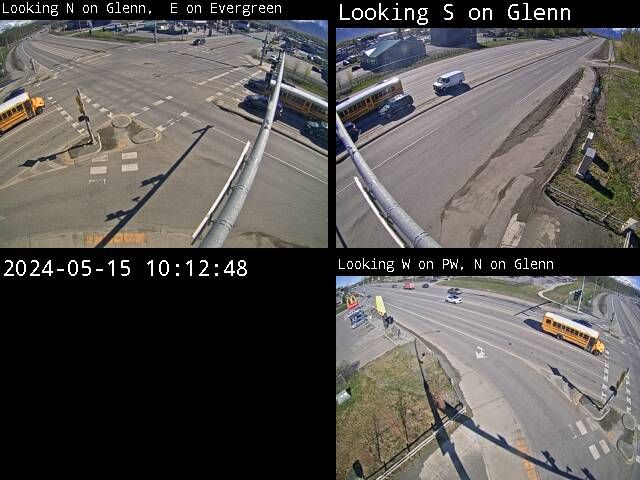 Looking N on Glenn,  E on Evergreen
Looking S on Glenn
2024-05-15 10:12:48
Looking W on PW, N on Glenn